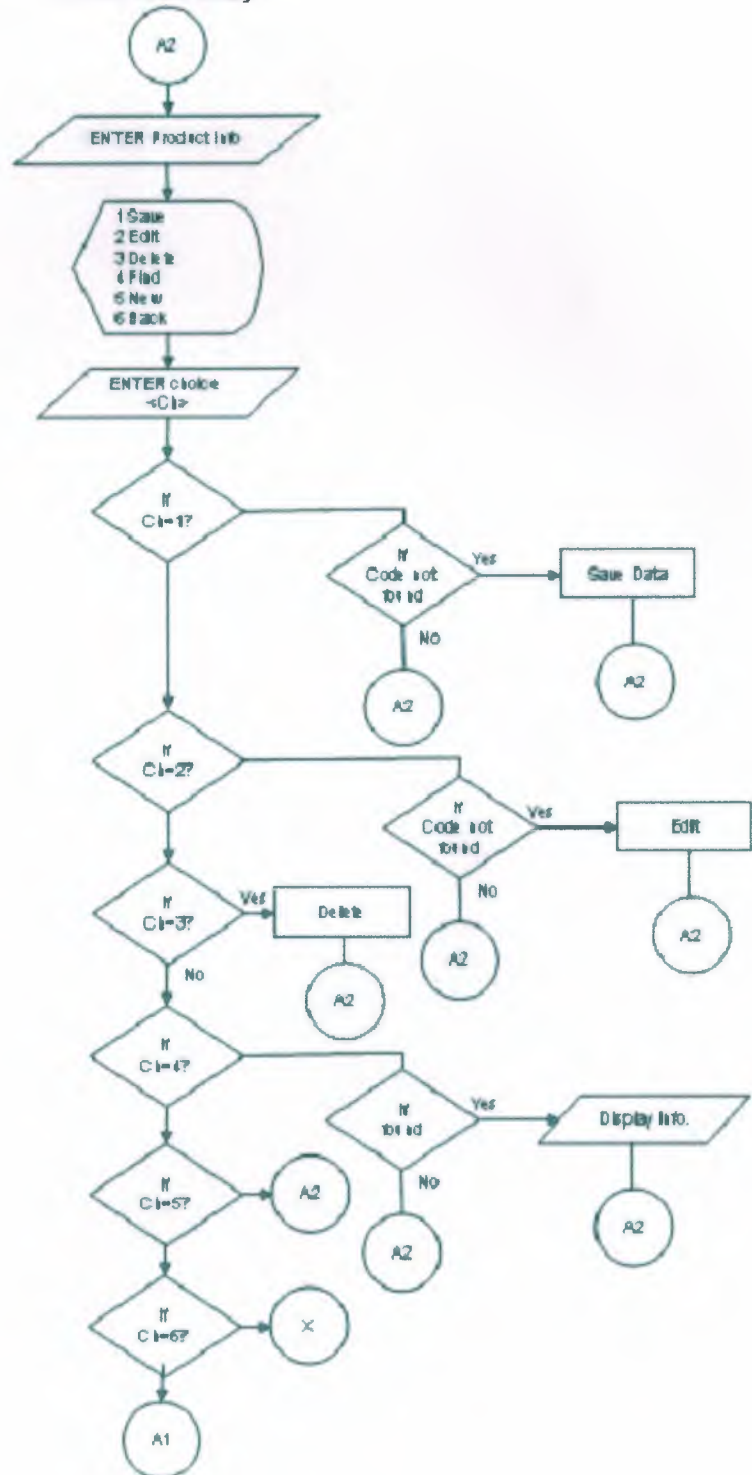 A2
ENTER Product Info
1 Save
2 Edit
3 Delete
4 Find
5 New
6 Back
ENTER choice
<Ch>
If
Ch=1?
If
Code not
found
Yes
Save Data
No
A2
A2
If
Ch=2?
If
Code not
found
Yes
Edit
No
A2
A2
If
Ch=3?
Yes
Delete
No
A2
If
Ch=4?
If
found
Yes
Display Info.
No
A2
A2
If
Ch=5?
A2
If
Ch=6?
X
A1